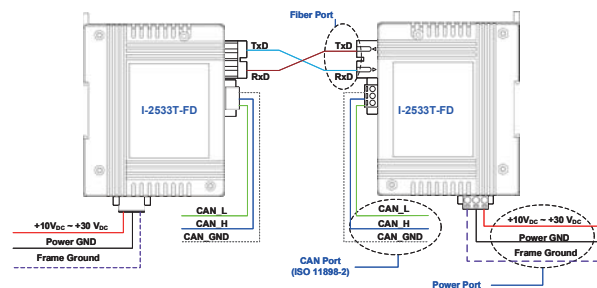 Fiber Port
TxD
TxD
RxD
RxD
I-2533T-FD
I-2533T-FD
CAN_L
CAN_H
CAN_GND
CAN_L
CAN_H
CAN_GND
+10VDC ~ +30 VDC
Power GND
Frame Ground
+10VDC ~ +30 VDC
Power GND
Frame Ground
CAN Port
(ISO 11898-2)
Power Port